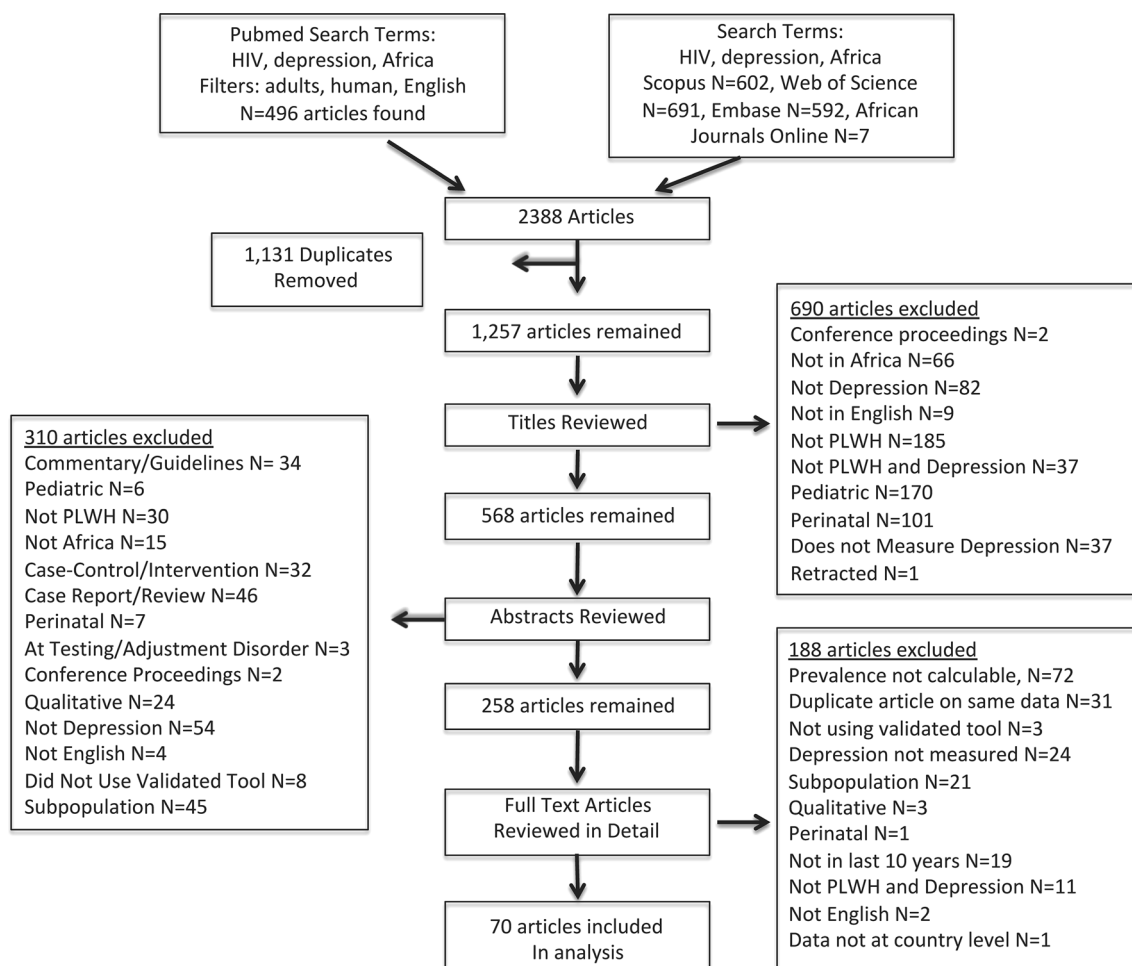 Pubmed Search Terms:
HIV, depression, Africa
Filters: adults, human, English
N=496 articles found
Search Terms:
HIV, depression, Africa
Scopus N=602, Web of Science
N=691, Embase N=592, African
Journals Online N=7
2388 Articles
1,131 Duplicates
Removed
1,257 articles remained
690 articles excluded
Conference proceedings N=2
Not in Africa N=66
Not Depression N=82
Not in English N=9
Not PLWH N=185
Not PLWH and Depression N=37
Pediatric N=170
Perinatal N=101
Does not Measure Depression N=37
Retracted N=1
Titles Reviewed
568 articles remained
310 articles excluded
Commentary/Guidelines N= 34
Pediatric N=6
Not PLWH N=30
Not Africa N=15
Case-Control/Intervention N=32
Case Report/Review N=46
Perinatal N=7
At Testing/Adjustment Disorder N=3
Conference Proceedings N=2
Qualitative N=24
Not Depression N=54
Not English N=4
Did Not Use Validated Tool N=8
Subpopulation N=45
Abstracts Reviewed
258 articles remained
188 articles excluded
Prevalence not calculable, N=72
Duplicate article on same data N=31
Not using validated tool N=3
Depression not measured N=24
Subpopulation N=21
Qualitative N=3
Perinatal N=1
Not in last 10 years N=19
Not PLWH and Depression N=11
Not English N=2
Data not at country level N=1
Full Text Articles
Reviewed in Detail
70 articles included
In analysis